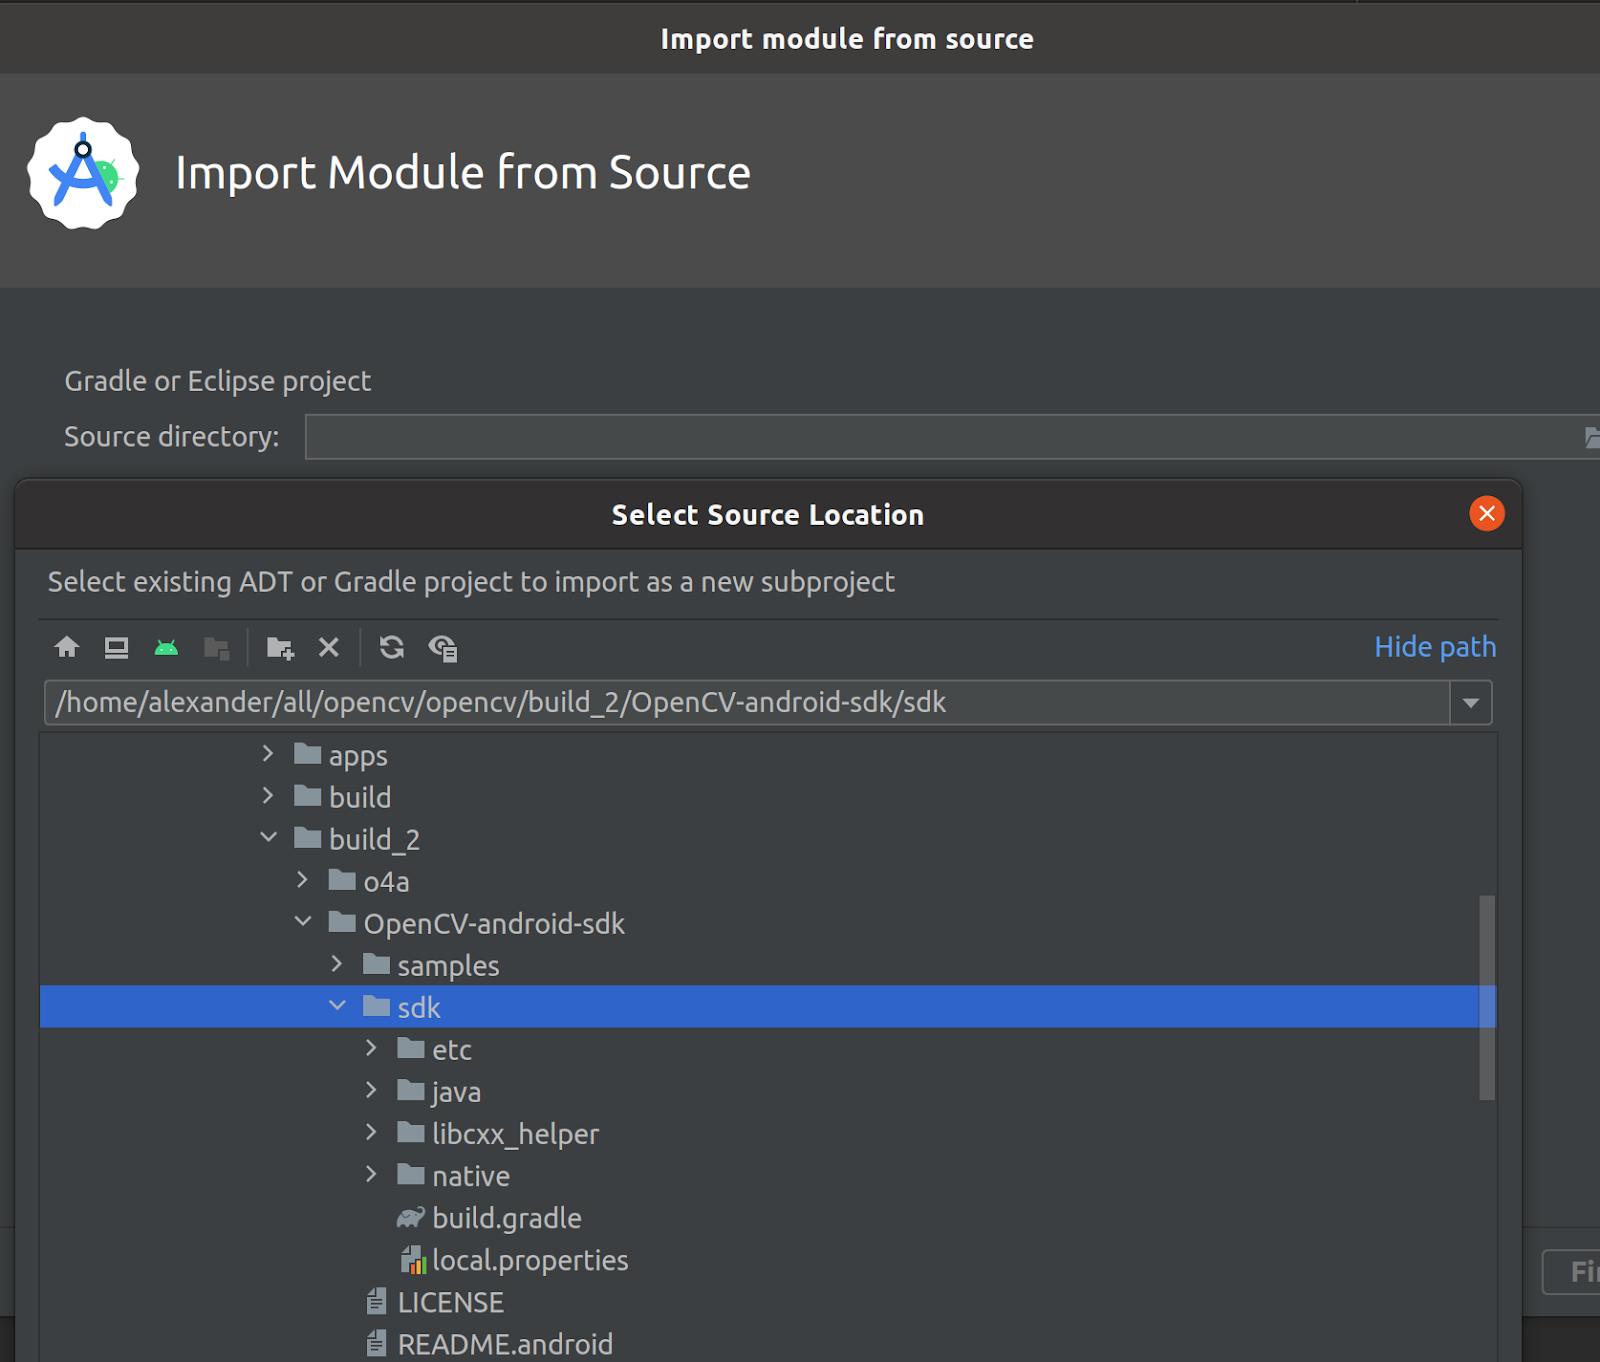 Import module from source
Import Module from Source
Gradle or Eclipse project
Source directory:
Select Source Location
Select existing ADT or Gradle project to import as a new subproject
Hide path
/home/alexander/all/opencv/opencv/build_2/OpenCV-android-sdk/sdk
apps
build
build_2
o4a
OpenCV-android-sdk
samples
sdk
etc
java
libcxx_helper
native
build.gradle
local.properties
LICENSE
README.android